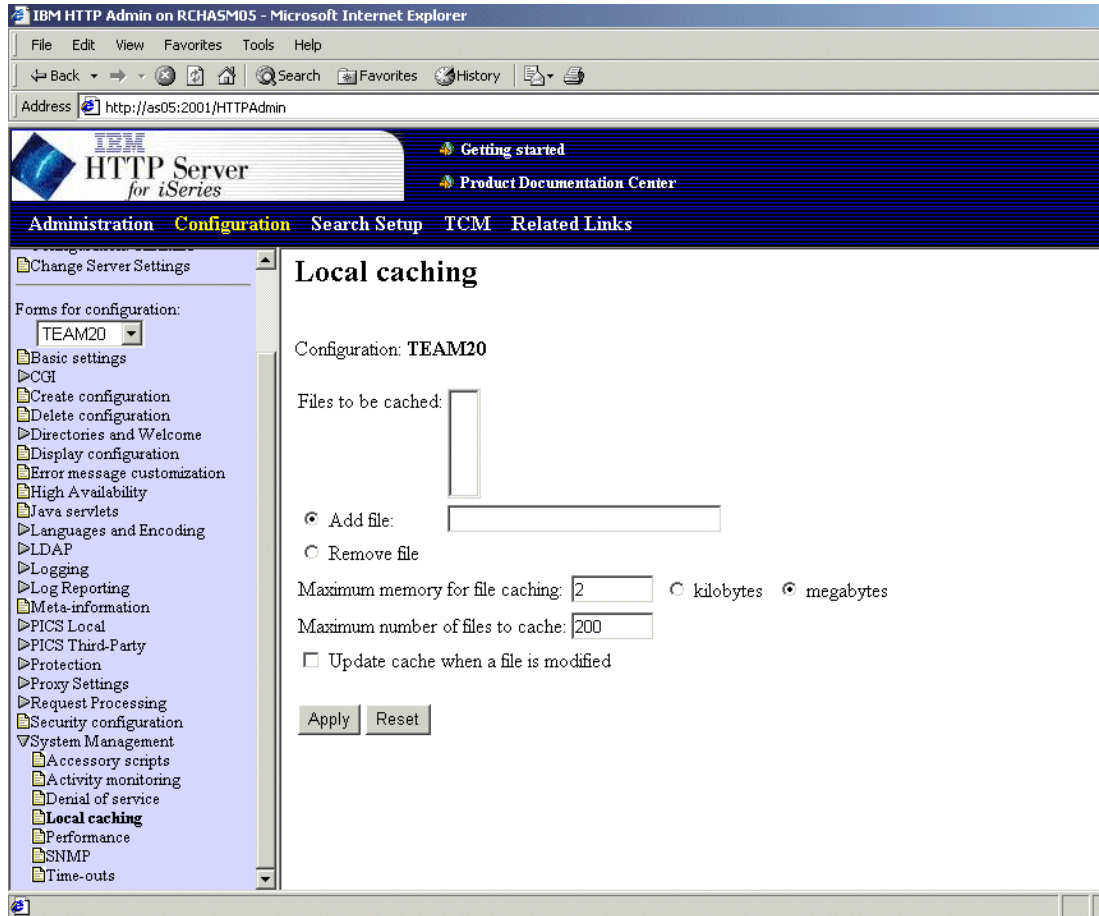 IBM HTTP Admin on RCHASM05 - Microsoft Internet Explorer
File Edit View Favorites Tools Help
Back Search Favorites History
Address http://as05:2001/HTTPAdmin
IBM
HTTP Server
for iSeries
Getting started
Product Documentation Center
Administration Configuration Search Setup TCM Related Links
Change Server Settings
Forms for configuration:
TEAM20
Basic settings
CGI
Create configuration
Delete configuration
Directories and Welcome
Display configuration
Error message customization
High Availability
Java servlets
Languages and Encoding
LDAP
Logging
Log Reporting
Meta-information
PICS Local
PICS Third-Party
Protection
Proxy Settings
Request Processing
Security configuration
System Management
Accessory scripts
Activity monitoring
Denial of service
Local caching
Performance
SNMP
Time-outs
Local caching
Configuration: TEAM20
Files to be cached:
Add file:
Remove file
Maximum memory for file caching: 2 kilobytes megabytes
Maximum number of files to cache: 200
Update cache when a file is modified
Apply Reset